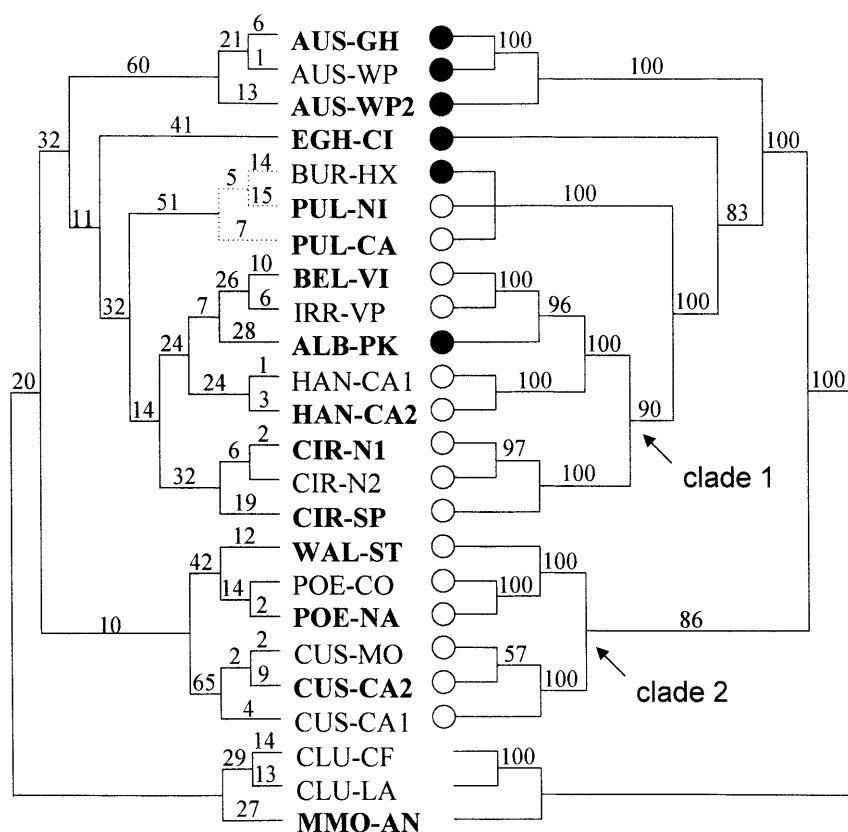 6
21 AUS-GH 100
1 AUS-WP
60 100
13 AUS-WP2
32 41 EGH-CI 100
14 BUR-HX
5
51 15 PUL-NI 100
11 83
7 PUL-CA
10 BEL-VI
26 100
32 7 6 IRR-VP 96 100
28 ALB-PK
24 100
1 HAN-CA1
24 100
20 3 HAN-CA2 100
14 90
2 CIR-N1
6 97
32 CIR-N2 100 clade 1
19 CIR-SP
12 WAL-ST
42 100
14 POE-CO 100
2 POE-NA
10 86
2 CUS-MO
2 57
65 9 CUS-CA2 100 clade 2
4 CUS-CA1
14 CLU-CF
29 100
13 CLU-LA
27 MMO-AN